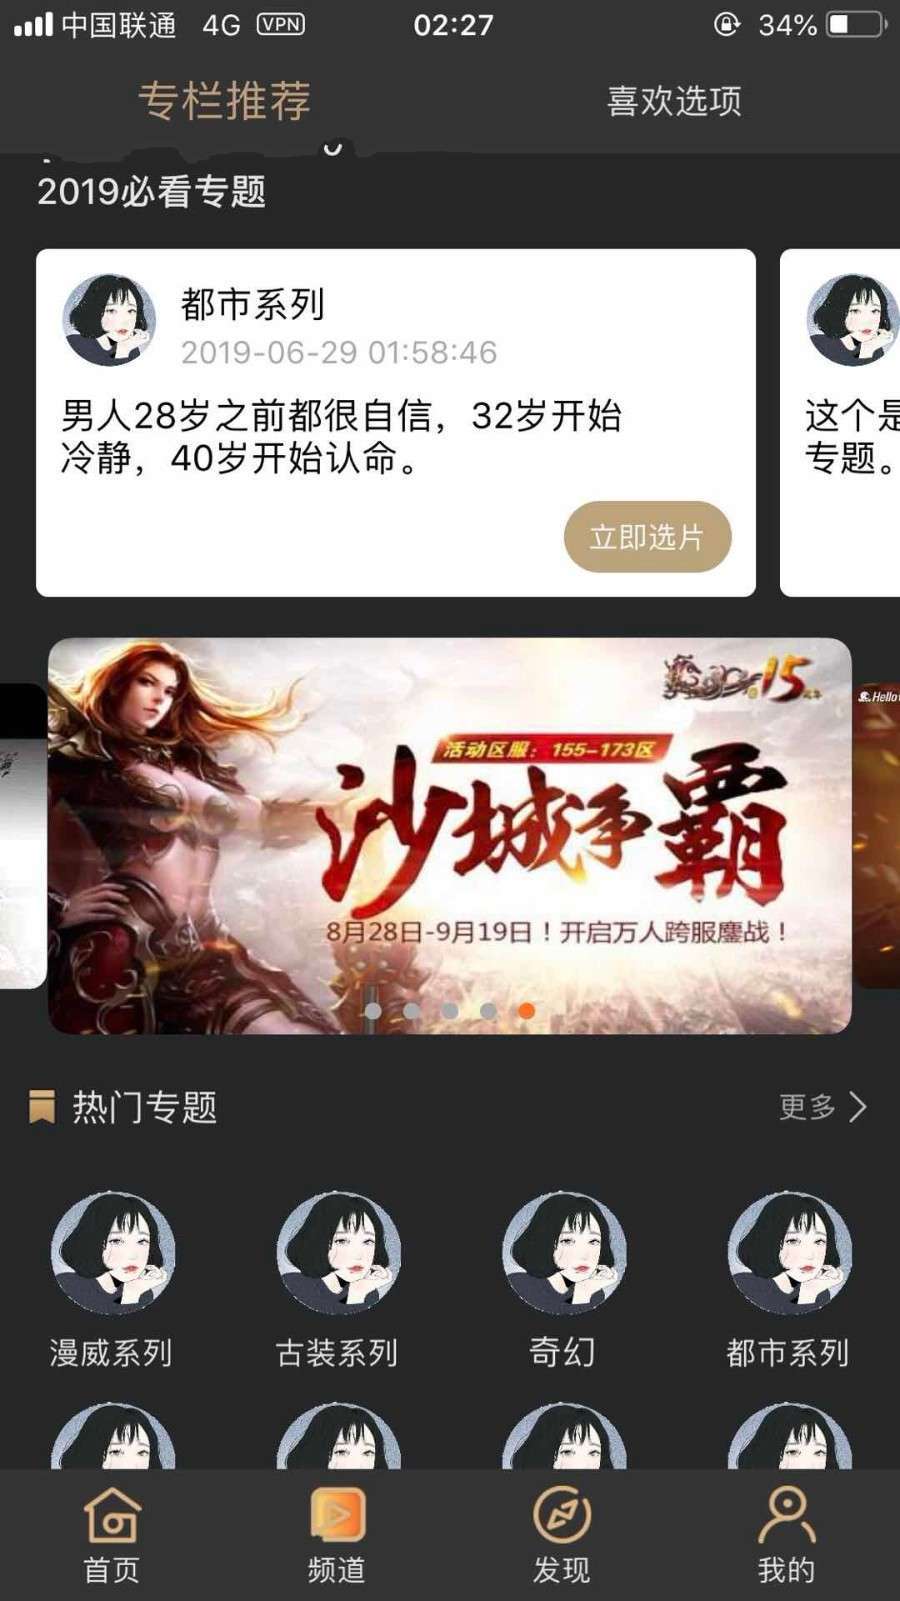 中国联通 4G VPN 02:27 34%
专栏推荐 喜欢选项
2019必看专题
都市系列
2019-06-29 01:58:46
男人28岁之前都很自信，32岁开始
冷静，40岁开始认命。
立即选片
这个是
专题。
15
活动区服：155-173区
沙城争霸
8月28日-9月19日！开启万人跨服鏖战！
Hello
热门专题 更多
漫威系列 古装系列 奇幻 都市系列
首页 频道 发现 我的